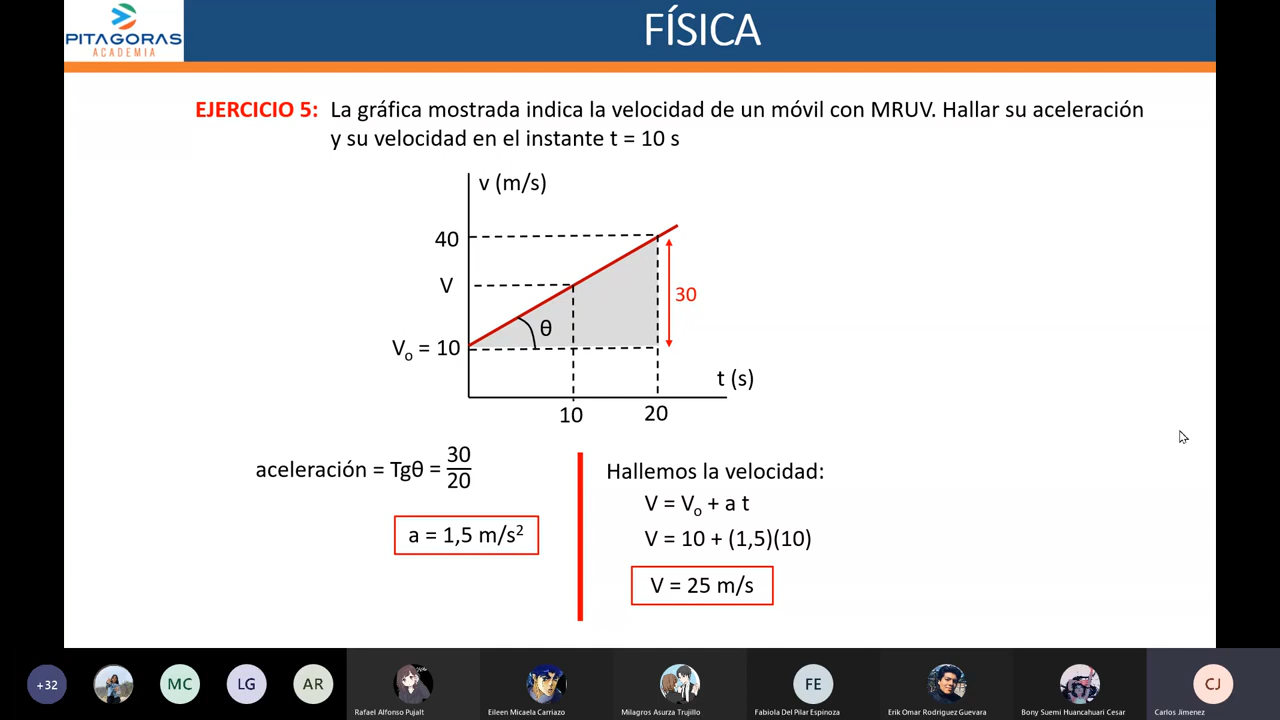 PITAGORAS
ACADEMIA
FÍSICA
EJERCICIO 5: La gráfica mostrada indica la velocidad de un móvil con MRUV. Hallar su aceleración
y su velocidad en el instante t = 10 s
v (m/s)
40
V
30
θ
V₀ = 10
t (s)
10
20
aceleración = Tgθ = 30/20
a = 1,5 m/s²
Hallemos la velocidad:
V = V₀ + a t
V = 10 + (1,5)(10)
V = 25 m/s
+32
MC
LG
AR
FE
CJ
Rafael Alfonso Pujalt
Eileen Micaela Carriazo
Milagros Asurza Trujillo
Fabiola Del Pilar Espinoza
Erik Omar Rodriguez Guevara
Bony Suemi Huancahuari Cesar
Carlos Jimenez